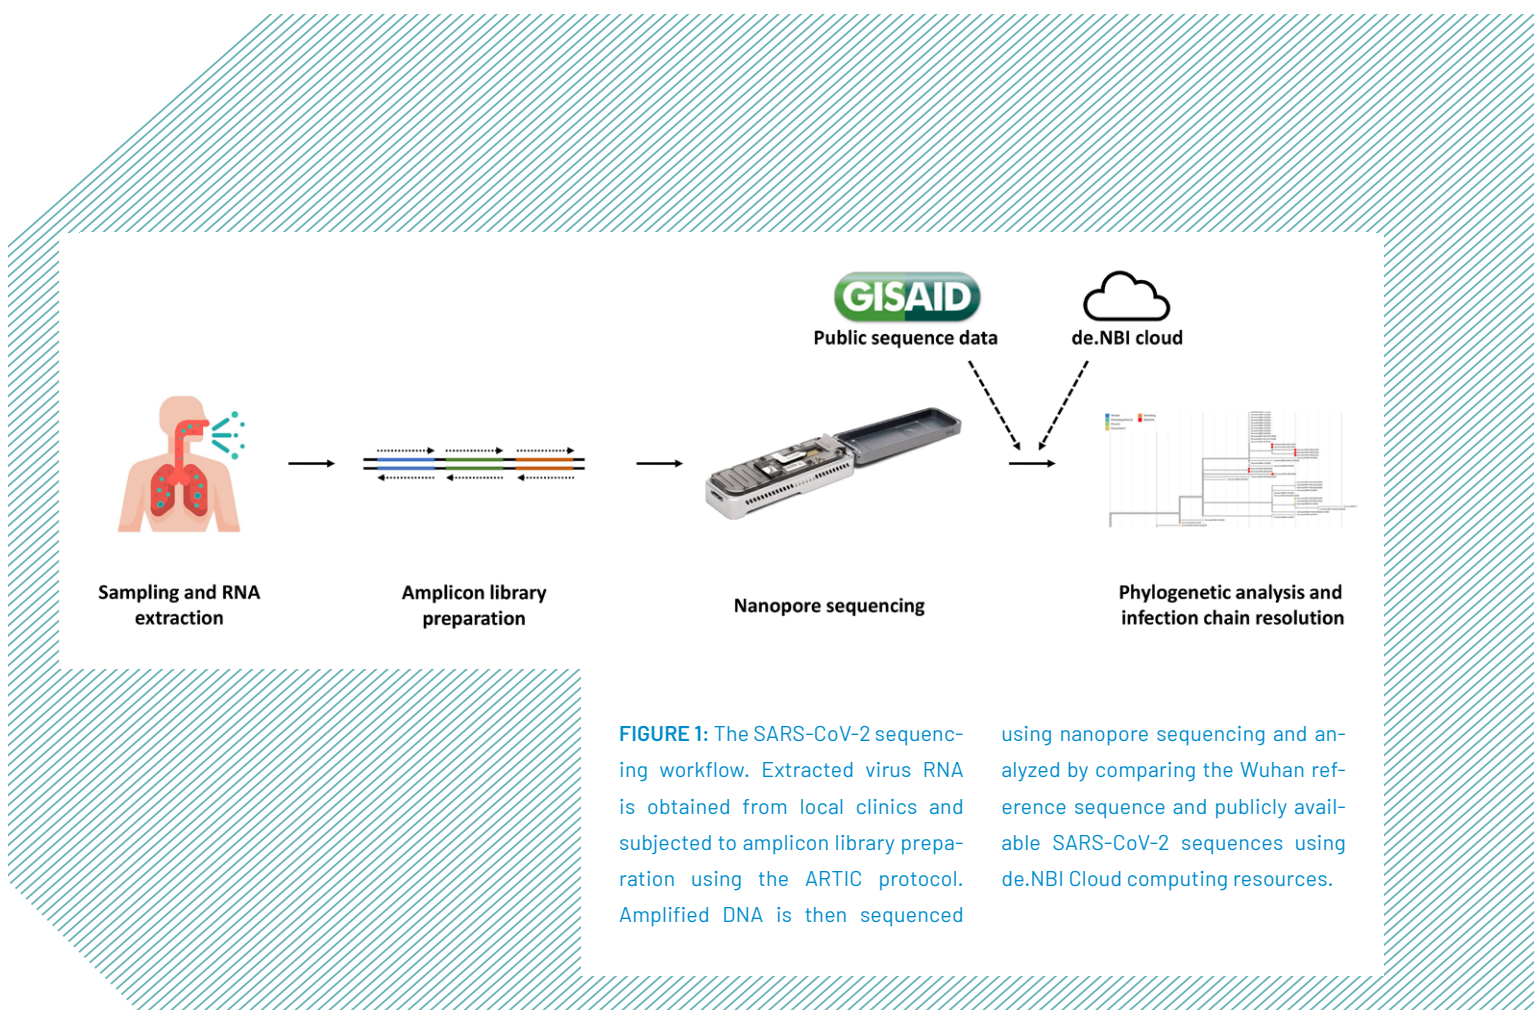 GISAID
Public sequence data
de.NBI cloud
Sampling and RNA
extraction
Amplicon library
preparation
Nanopore sequencing
Phylogenetic analysis and
infection chain resolution
FIGURE 1: The SARS-CoV-2 sequenc-
ing workflow. Extracted virus RNA
is obtained from local clinics and
subjected to amplicon library prepa-
ration using the ARTIC protocol.
Amplified DNA is then sequenced
using nanopore sequencing and an-
alyzed by comparing the Wuhan ref-
erence sequence and publicly avail-
able SARS-CoV-2 sequences using
de.NBI Cloud computing resources.